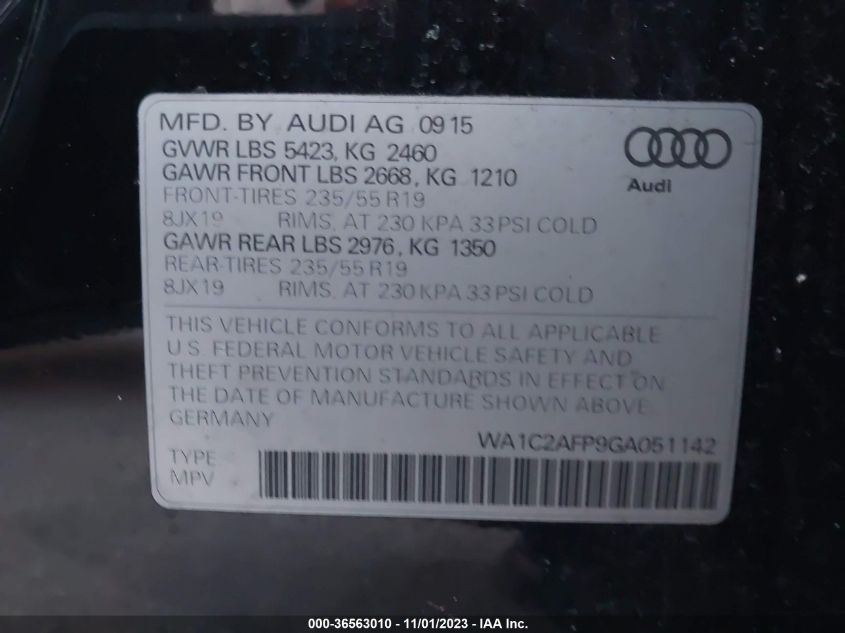 MFD. BY AUDI AG 09 15
GVWR LBS 5423, KG 2460
GAWR FRONT LBS 2668, KG 1210
FRONT-TIRES 235/55 R19
8JX19 RIMS, AT 230 KPA 33 PSI COLD
GAWR REAR LBS 2976, KG 1350
REAR-TIRES 235/55 R19
8JX19 RIMS, AT 230 KPA 33 PSI COLD
Audi
THIS VEHICLE CONFORMS TO ALL APPLICABLE
U.S. FEDERAL MOTOR VEHICLE SAFETY AND
THEFT PREVENTION STANDARDS IN EFFECT ON
THE DATE OF MANUFACTURE SHOWN ABOVE.
GERMANY
WA1C2AFP9GA051142
TYPE
MPV
000-36563010 - 11/01/2023 - IAA Inc.